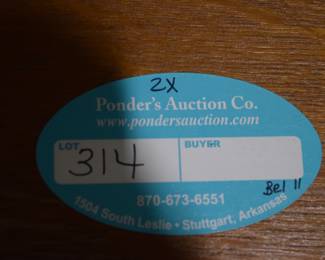 2X
Ponder's Auction Co.
www.pondersauction.com
LOT BUYER
314
870-673-6551
Bel 11
1504 South Leslie • Stuttgart, Arkansas